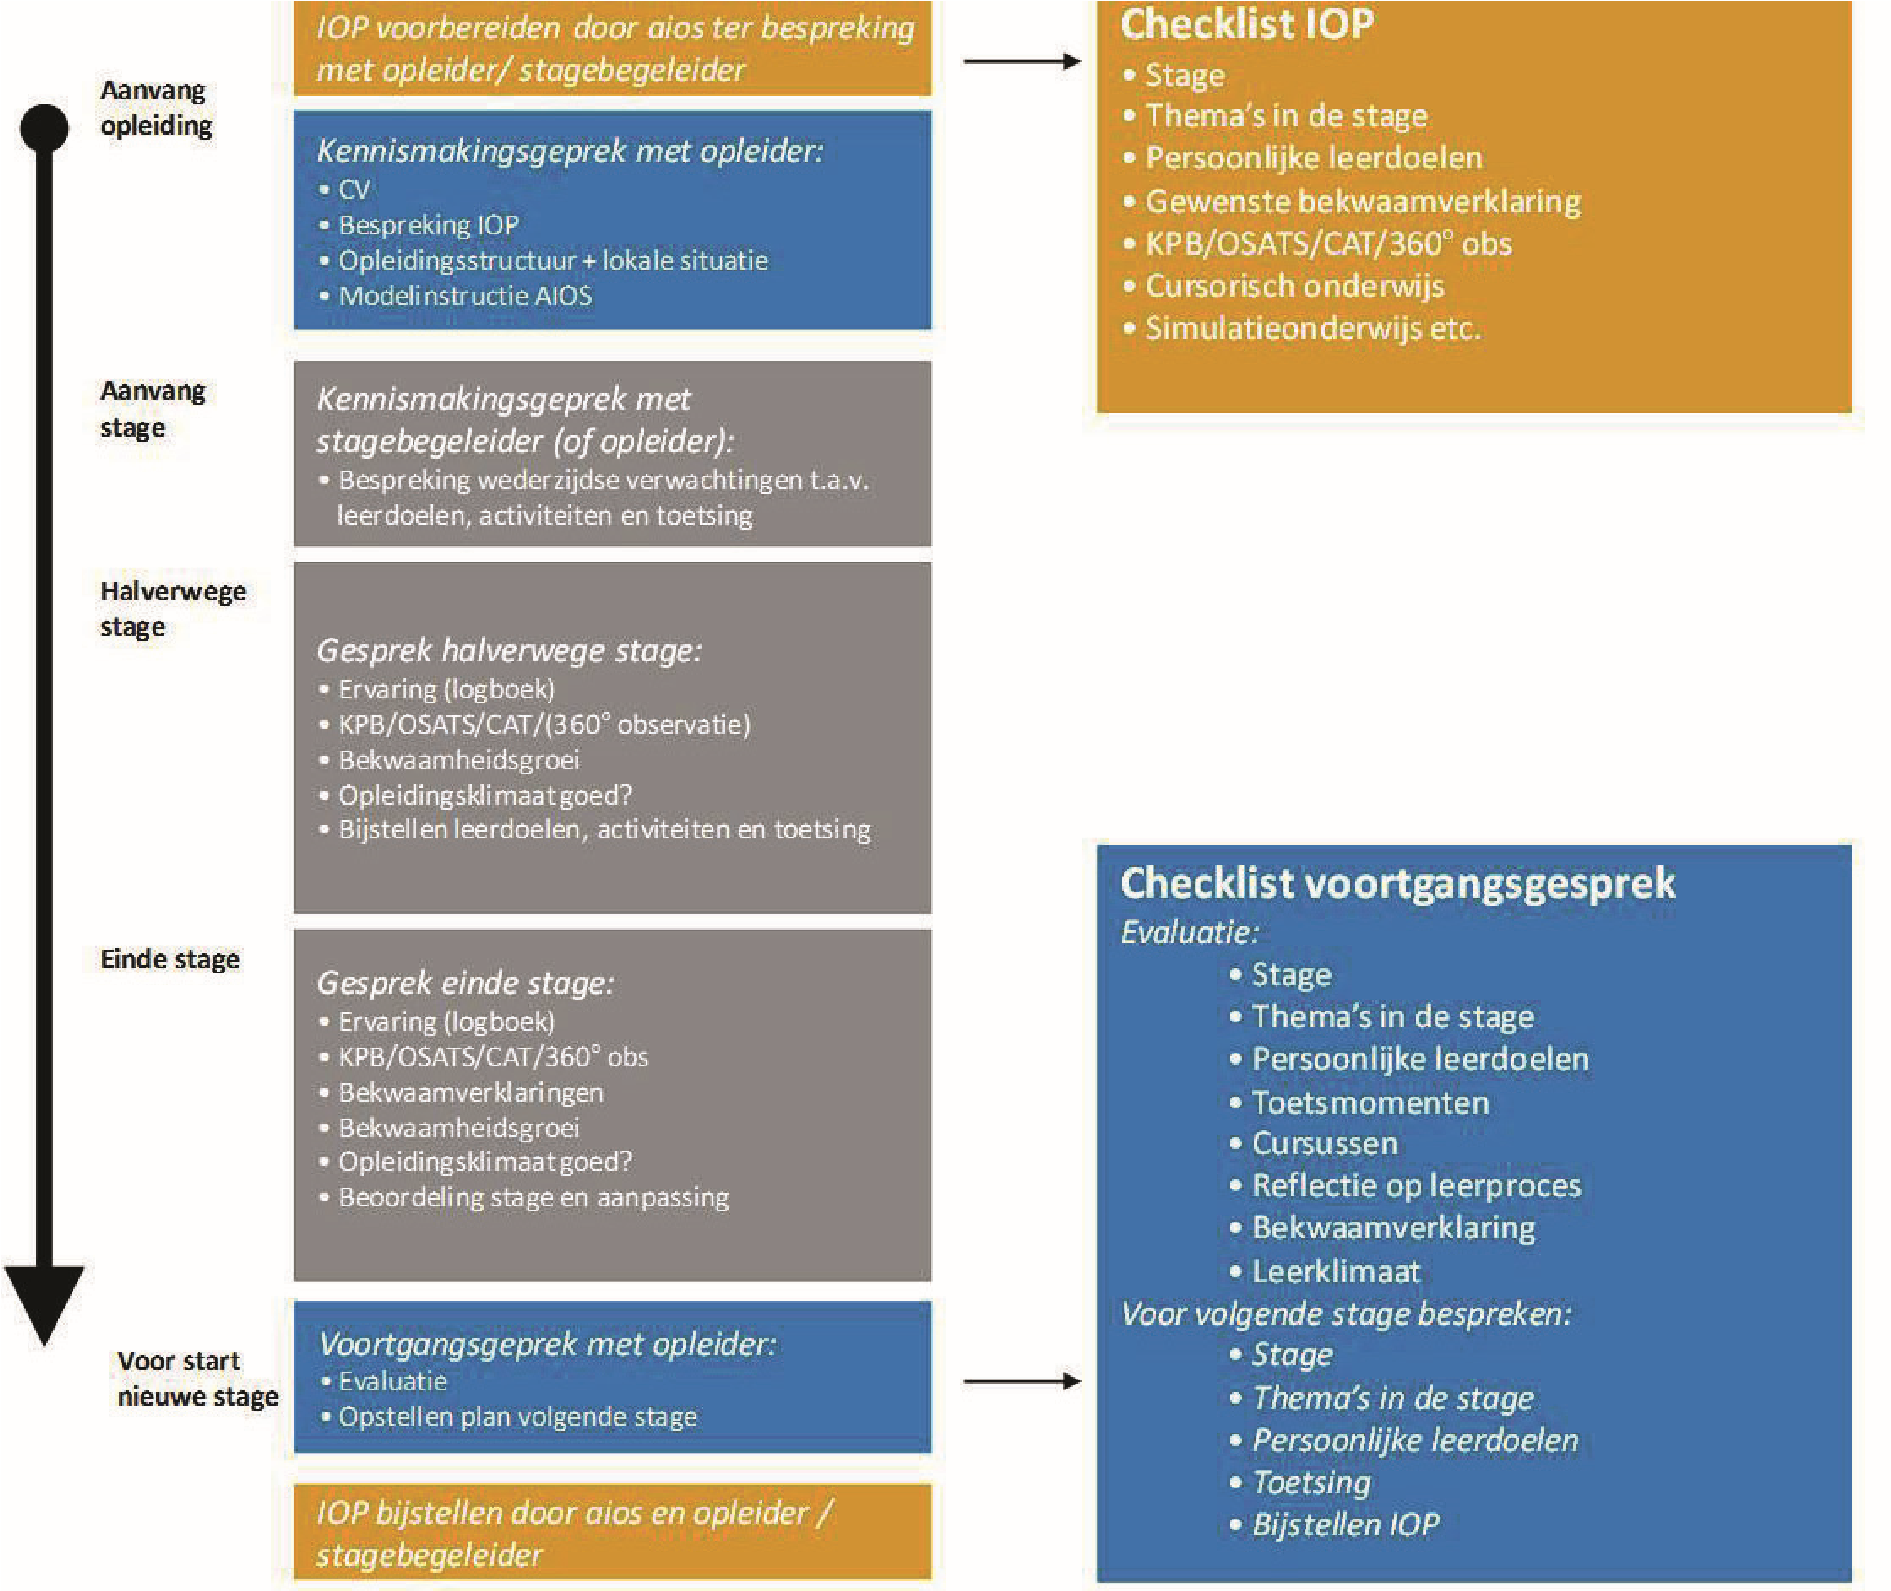 IOP voorbereiden door aios ter bespreking
met opleider/ stagebegeleider
Aanvang
opleiding
Kennismakingsgeprek met opleider:
• CV
• Bespreking IOP
• Opleidingsstructuur + lokale situatie
• Modelinstructie AIOS
Aanvang
stage
Kennismakingsgeprek met
stagebegeleider (of opleider):
• Bespreking wederzijdse verwachtingen t.a.v.
leerdoelen, activiteiten en toetsing
Halverwege
stage
Gesprek halverwege stage:
• Ervaring (logboek)
• KPB/OSATS/CAT/(360° observatie)
• Bekwaamheidsgroei
• Opleidingsklimaat goed?
• Bijstellen leerdoelen, activiteiten en toetsing
Einde stage
Gesprek einde stage:
• Ervaring (logboek)
• KPB/OSATS/CAT/360° obs
• Bekwaamverklaringen
• Bekwaamheidsgroei
• Opleidingsklimaat goed?
• Beoordeling stage en aanpassing
Voor start
nieuwe stage
Voortgangsgeprek met opleider:
• Evaluatie
• Opstellen plan volgende stage
IOP bijstellen door aios en opleider /
stagebegeleider
Checklist IOP
• Stage
• Thema's in de stage
• Persoonlijke leerdoelen
• Gewenste bekwaamverklaring
• KPB/OSATS/CAT/360° obs
• Cursorisch onderwijs
• Simulatieonderwijs etc.
Checklist voortgangsgesprek
Evaluatie:
• Stage
• Thema's in de stage
• Persoonlijke leerdoelen
• Toetsmomenten
• Cursussen
• Reflectie op leerproces
• Bekwaamverklaring
• Leerklimaat
Voor volgende stage bespreken:
• Stage
• Thema's in de stage
• Persoonlijke leerdoelen
• Toetsing
• Bijstellen IOP